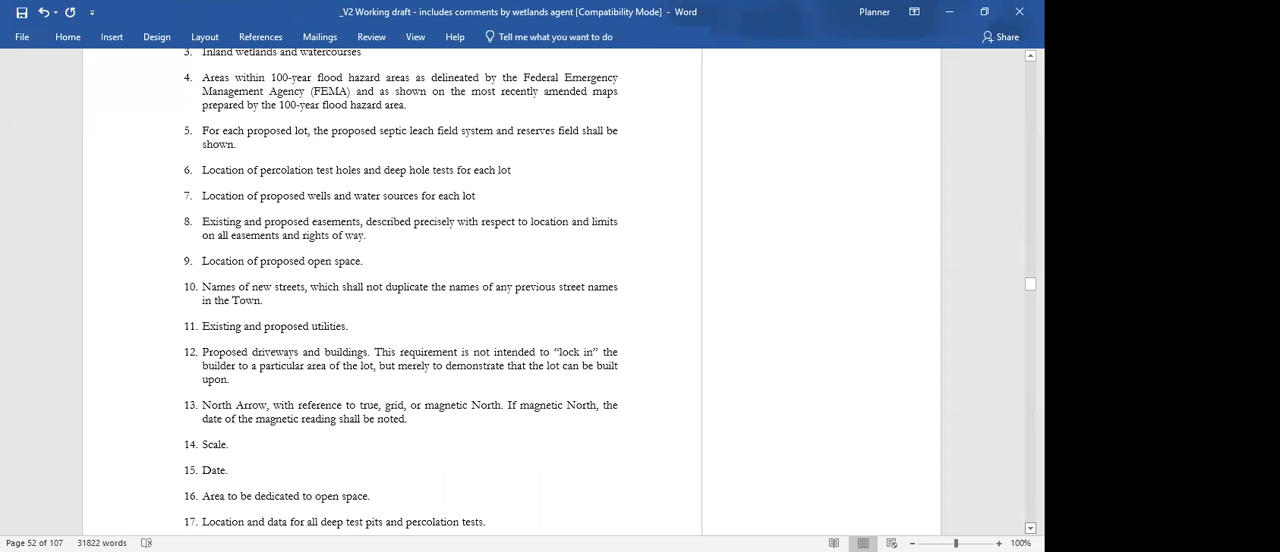 _V2 Working draft - includes comments by wetlands agent [Compatibility Mode] - Word
Planner
File Home Insert Design Layout References Mailings Review View Help Tell me what you want to do Share
3. Inland wetlands and watercourses
4. Areas within 100-year flood hazard areas as delineated by the Federal Emergency
Management Agency (FEMA) and as shown on the most recently amended maps
prepared by the 100-year flood hazard area.
5. For each proposed lot, the proposed septic leach field system and reserves field shall be
shown.
6. Location of percolation test holes and deep hole tests for each lot
7. Location of proposed wells and water sources for each lot
8. Existing and proposed easements, described precisely with respect to location and limits
on all easements and rights of way.
9. Location of proposed open space.
10. Names of new streets, which shall not duplicate the names of any previous street names
in the Town.
11. Existing and proposed utilities.
12. Proposed driveways and buildings. This requirement is not intended to “lock in” the
builder to a particular area of the lot, but merely to demonstrate that the lot can be built
upon.
13. North Arrow, with reference to true, grid, or magnetic North. If magnetic North, the
date of the magnetic reading shall be noted.
14. Scale.
15. Date.
16. Area to be dedicated to open space.
17. Location and data for all deep test pits and percolation tests.
Page 52 of 107 31822 words
100%